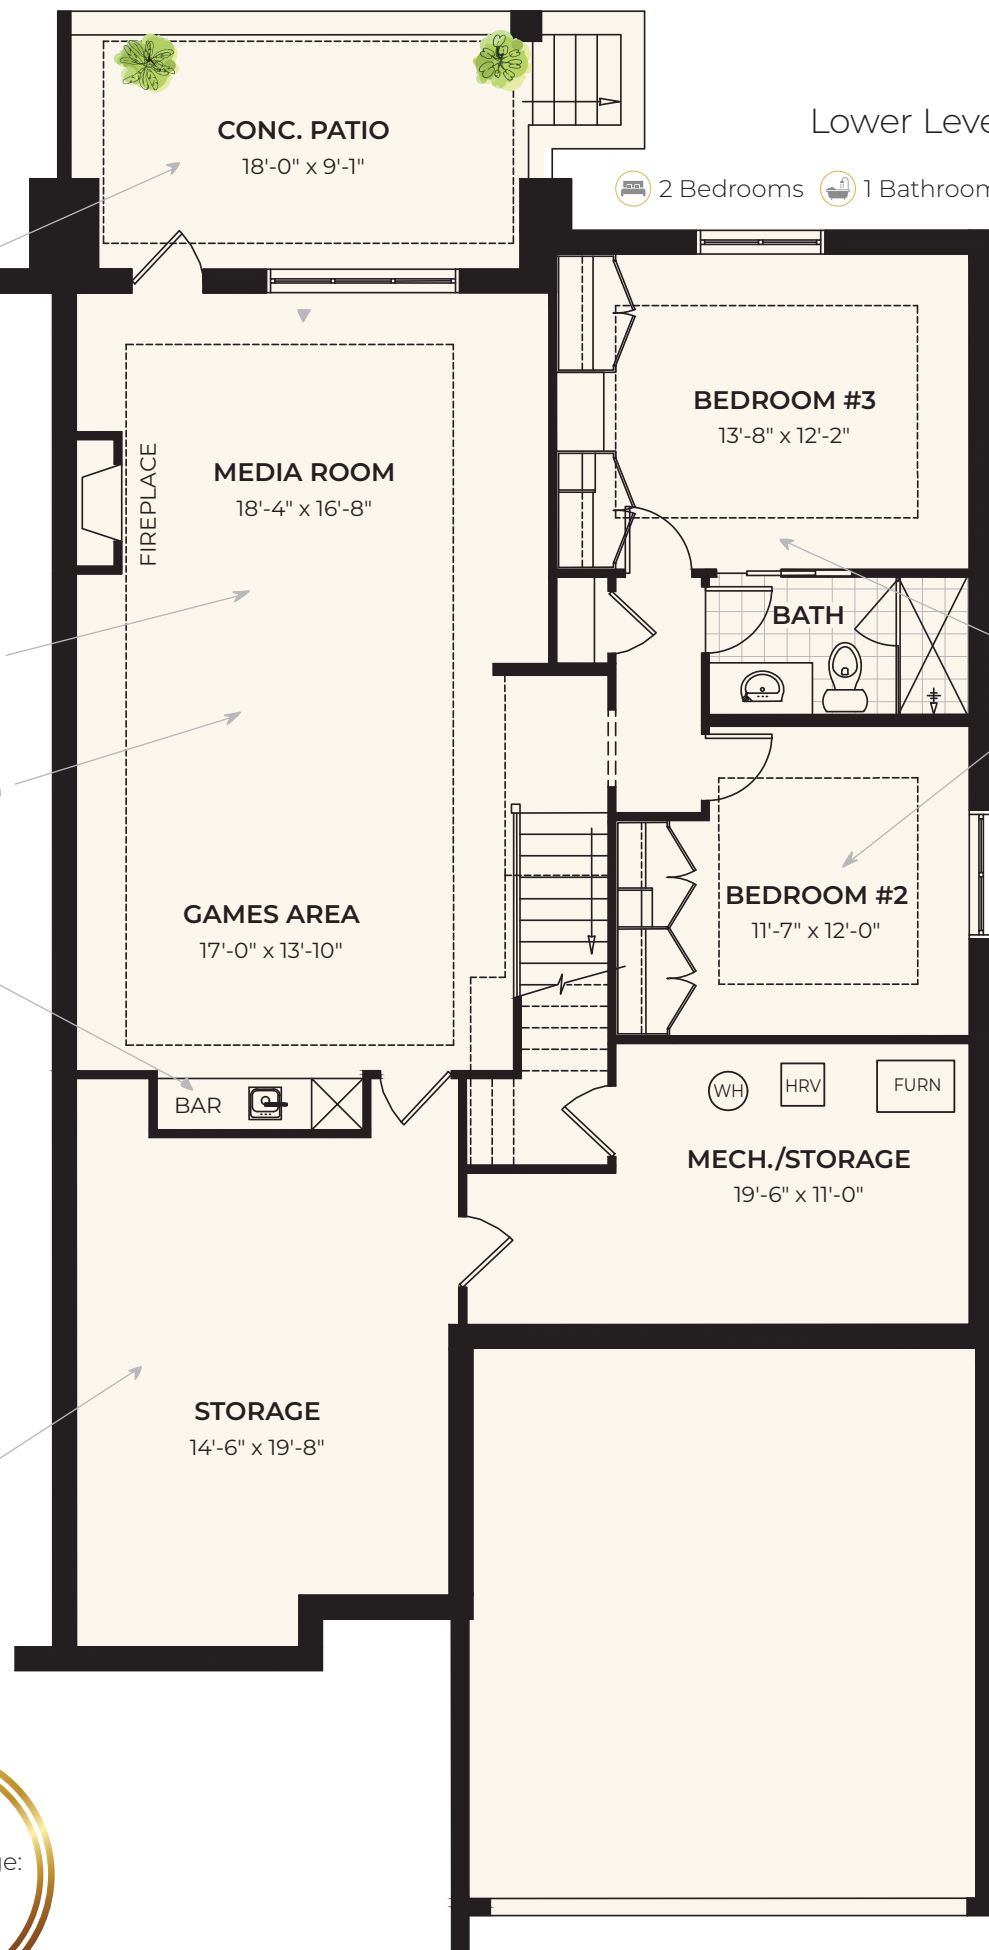 CONC. PATIO
18'-0" x 9'-1"
Lower Leve
2 Bedrooms
1 Bathroom
BEDROOM #3
13'-8" x 12'-2"
FIREPLACE
MEDIA ROOM
18'-4" x 16'-8"
BATH
GAMES AREA
17'-0" x 13'-10"
BEDROOM #2
11'-7" x 12'-0"
BAR
WH
HRV
FURN
MECH./STORAGE
19'-6" x 11'-0"
STORAGE
14'-6" x 19'-8"
ge: